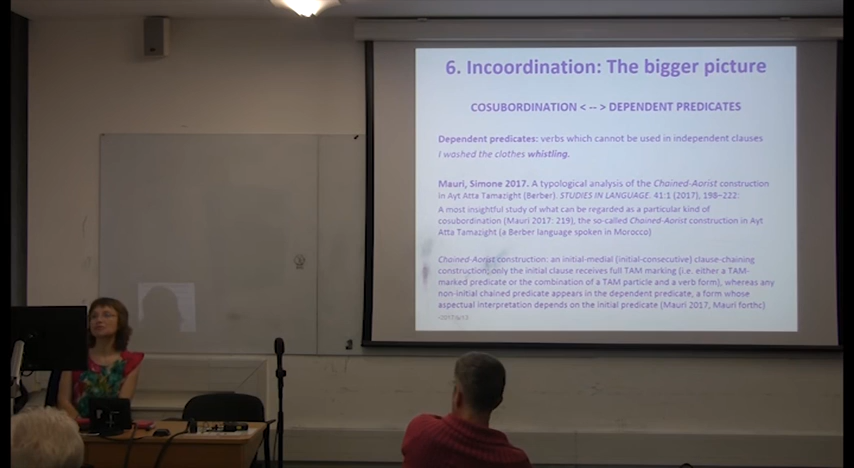 6. Incoordination: The bigger picture
COSUBORDINATION < -- > DEPENDENT PREDICATES
Dependent predicates: verbs which cannot be used in independent clauses
I washed the clothes whistling.
Mauri, Simone 2017. A typological analysis of the Chained-Aorist construction
in Ayt Atta Tamazight (Berber). STUDIES IN LANGUAGE. 41:1 (2017), 198–222:
A most insightful study of what can be regarded as a particular kind of
cosubordination (Mauri 2017: 219), the so-called Chained-Aorist construction in Ayt
Atta Tamazight (a Berber language spoken in Morocco)
Chained-Aorist construction: an initial-medial (initial-consecutive) clause-chaining
construction; only the initial clause receives full TAM marking (i.e. either a TAM-
marked predicate or the combination of a TAM particle and a verb form), whereas any
non-initial chained predicate appears in the dependent predicate, a form whose
aspectual interpretation depends on the initial predicate (Mauri 2017, Mauri forthc)